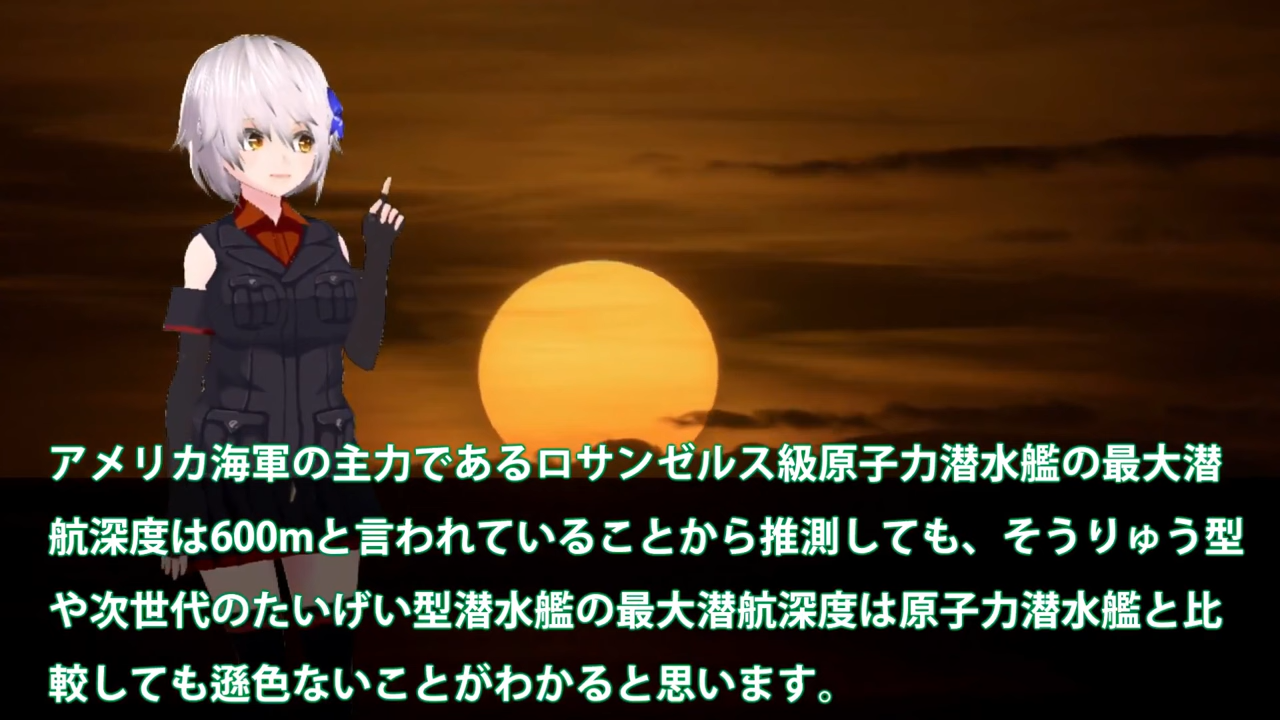 アメリカ海軍の主力であるロサンゼルス級原子力潜水艦の最大潜
航深度は600mと言われていることから推測しても、そうりゅう型
や次世代のたいげい型潜水艦の最大潜航深度は原子力潜水艦と比
較しても遜色ないことがわかると思います。